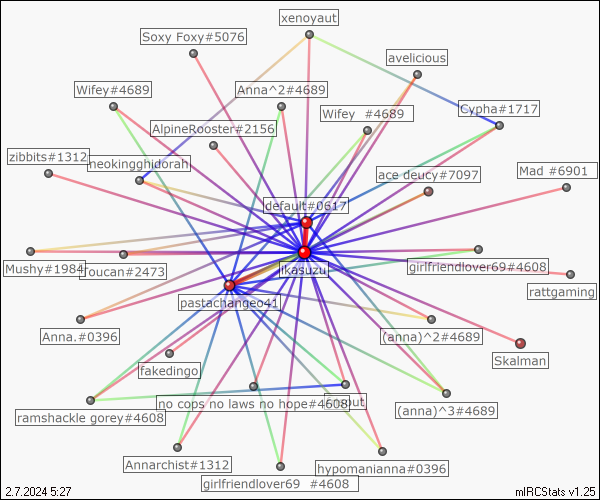 xenoyaut
Soxy Foxy#5076
avelicious
Wifey#4689
Anna^2#4689
Wifey  #4689
Cypha#1717
AlpineRooster#2156
zibbits#1312
neokingghidorah
ace deucy#7097
Mad #6901
default#0617
Mushy#1984
Toucan#2473
jikasuzu
girlfriendlover69#4608
rattgaming
pastachangeo41
Anna.#0396
(anna)^2#4689
Skalman
fakedingo
no cops no laws no hope#4608
ramshackle gorey#4608
(anna)^3#4689
Annarchist#1312
hypomanianna#0396
girlfriendlover69  #4608
2.7.2024 5:27
mIRCStats v1.25